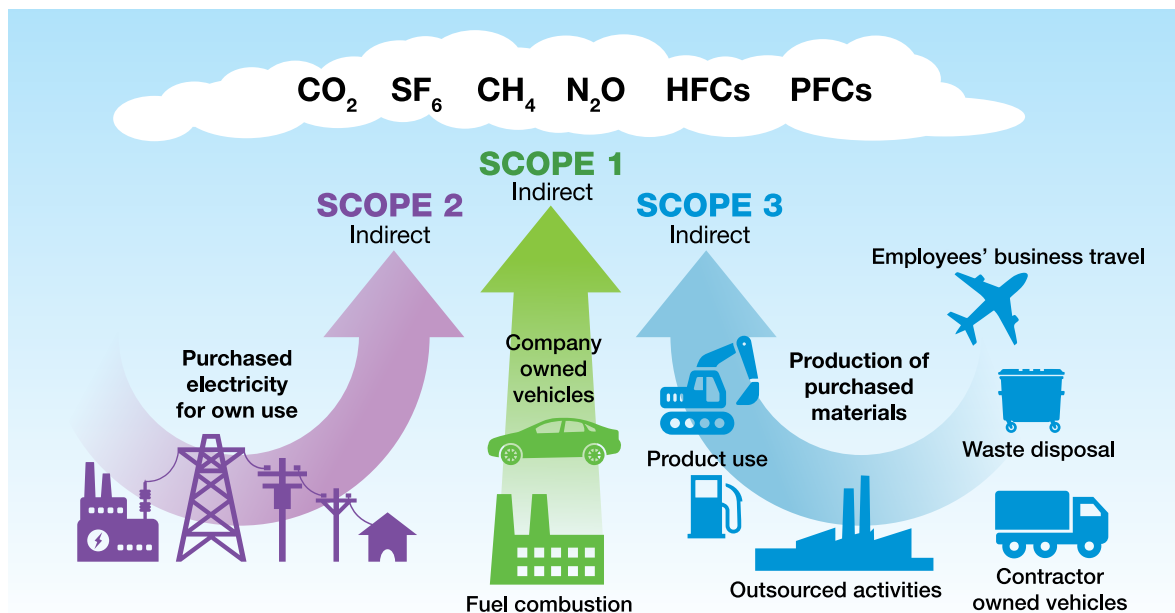 CO₂ SF₆ CH₄ N₂O HFCs PFCs
SCOPE 1
Indirect
SCOPE 2
Indirect
SCOPE 3
Indirect
Employees' business travel
Purchased
electricity
for own use
Company
owned
vehicles
Production of
purchased
materials
Product use
Waste disposal
Fuel combustion
Outsourced activities
Contractor
owned vehicles